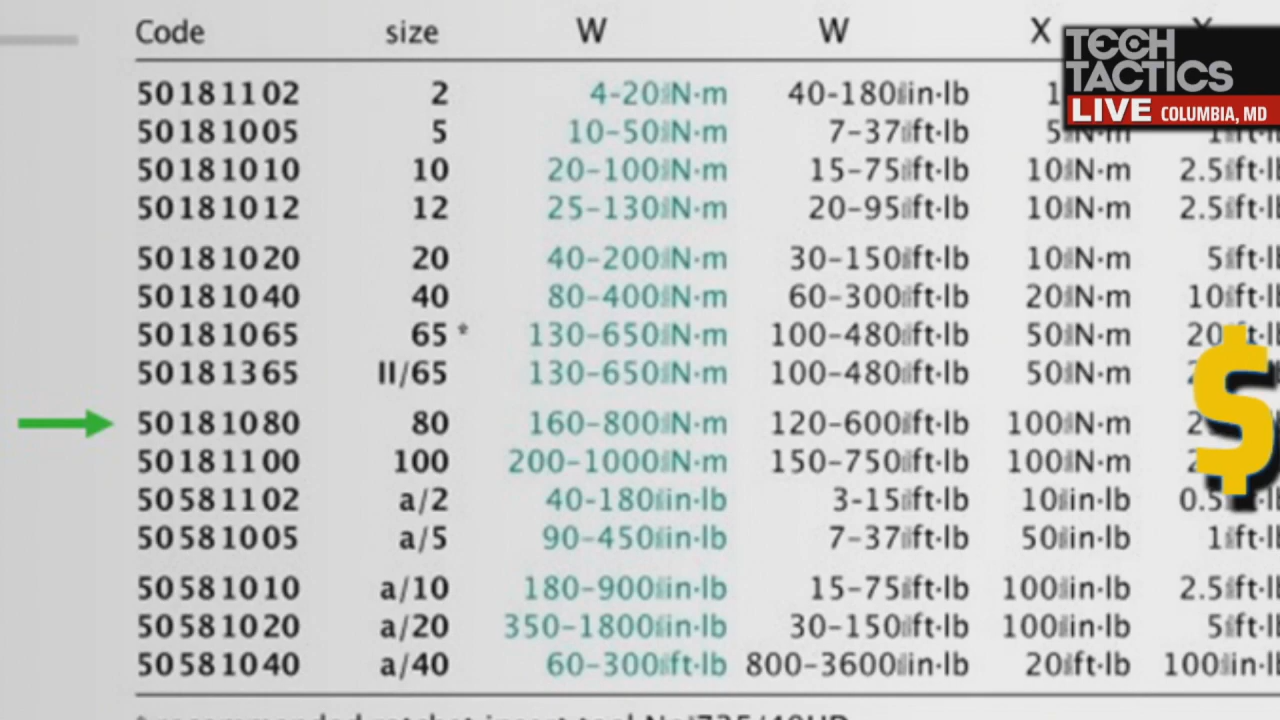 Code size W W X
TECH TACTICS
LIVE COLUMBIA, MD
50181102 2 4-20 N·m 40-180 in·lb
50181005 5 10-50 N·m 7-37 ft·lb 5 N·m 1 ft·lb
50181010 10 20-100 N·m 15-75 ft·lb 10 N·m 2.5 ft·lb
50181012 12 25-130 N·m 20-95 ft·lb 10 N·m 2.5 ft·lb
50181020 20 40-200 N·m 30-150 ft·lb 10 N·m 5 ft·lb
50181040 40 80-400 N·m 60-300 ft·lb 20 N·m 10 ft·lb
50181065 65 * 130-650 N·m 100-480 ft·lb 50 N·m 20 ft·lb
50181365 II/65 130-650 N·m 100-480 ft·lb 50 N·m
50181080 80 160-800 N·m 120-600 ft·lb 100 N·m
50181100 100 200-1000 N·m 150-750 ft·lb 100 N·m
$
50581102 a/2 40-180 in·lb 3-15 ft·lb 10 in·lb 0.5
50581005 a/5 90-450 in·lb 7-37 ft·lb 50 in·lb 1 ft·lb
50581010 a/10 180-900 in·lb 15-75 ft·lb 100 in·lb 2.5 ft·lb
50581020 a/20 350-1800 in·lb 30-150 ft·lb 100 in·lb 5 ft·lb
50581040 a/40 60-300 ft·lb 800-3600 in·lb 20 ft·lb 100 in·lb